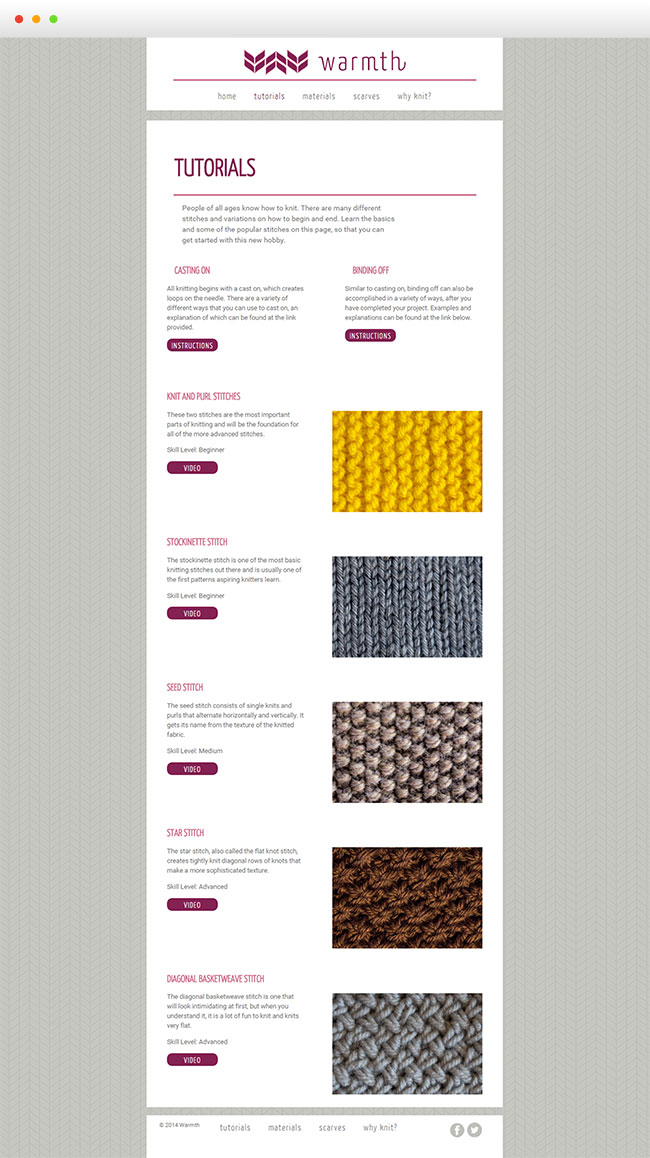 warmth
home tutorials materials scarves why knit?
TUTORIALS
People of all ages know how to knit. There are many different
stitches and variations on how to begin and end. Learn the basics
and some of the popular stitches on this page, so that you can
get started with this new hobby.
CASTING ON
All knitting begins with a cast on, which creates
loops on the needle. There are a variety of
different ways that you can use to cast on, an
explanation of which can be found at the link
provided.
INSTRUCTIONS
BINDING OFF
Similar to casting on, binding off can also be
accomplished in a variety of ways, after you
have completed your project. Examples and
explanations can be found at the link below.
INSTRUCTIONS
KNIT AND PURL STITCHES
These two stitches are the most important
parts of knitting and will be the foundation for
all of the more advanced stitches.
Skill Level: Beginner
VIDEO
STOCKINETTE STITCH
The stockinette stitch is one of the most basic
knitting stitches out there and is usually one of
the first patterns aspiring knitters learn.
Skill Level: Beginner
VIDEO
SEED STITCH
The seed stitch consists of single knits and
purls that alternate horizontally and vertically. It
gets its name from the texture of the knitted
fabric.
Skill Level: Medium
VIDEO
STAR STITCH
The star stitch, also called the flat knot stitch,
creates tightly knit diagonal rows of knots that
make a more sophisticated texture.
Skill Level: Advanced
VIDEO
DIAGONAL BASKETWEAVE STITCH
The diagonal basketweave stitch is one that
will look intimidating at first, but when you
understand it, it is a lot of fun to knit and knits
very flat.
Skill Level: Advanced
VIDEO
© 2014 Warmth tutorials materials scarves why knit?